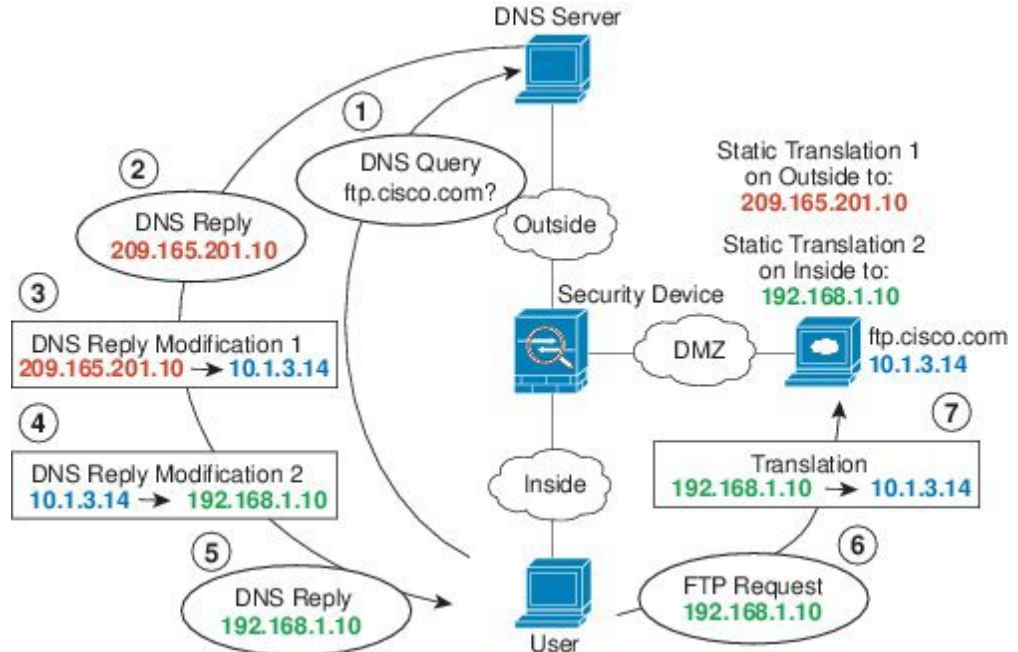 DNS Server
1
DNS Query
ftp.cisco.com?
2
DNS Reply
209.165.201.10
3
DNS Reply Modification 1
209.165.201.10 → 10.1.3.14
4
DNS Reply Modification 2
10.1.3.14 → 192.168.1.10
5
DNS Reply
192.168.1.10
Outside
Static Translation 1
on Outside to:
209.165.201.10
Static Translation 2
on Inside to:
192.168.1.10
Security Device
DMZ
ftp.cisco.com
10.1.3.14
Inside
User
7
Translation
192.168.1.10 → 10.1.3.14
6
FTP Request
192.168.1.10